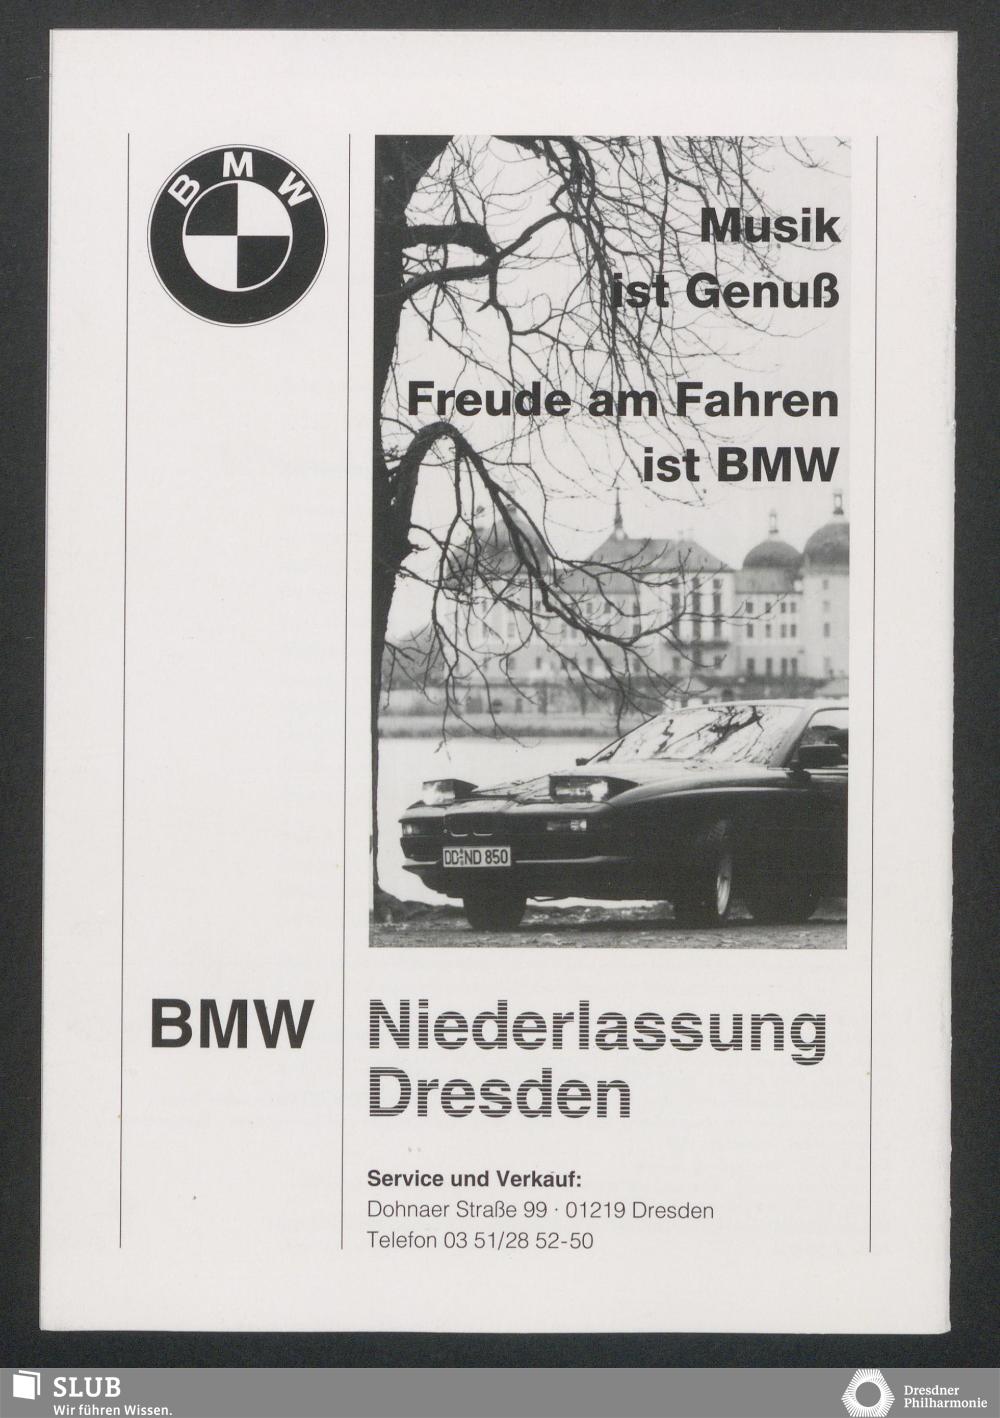 BMW
Musik
ist Genuß
Freude am Fahren
ist BMW
DD:ND 850
BMW Niederlassung
Dresden
Service und Verkauf:
Dohnaer Straße 99 · 01219 Dresden
Telefon 03 51/28 52-50
SLUB
Wir führen Wissen.
Dresdner
Philharmonie